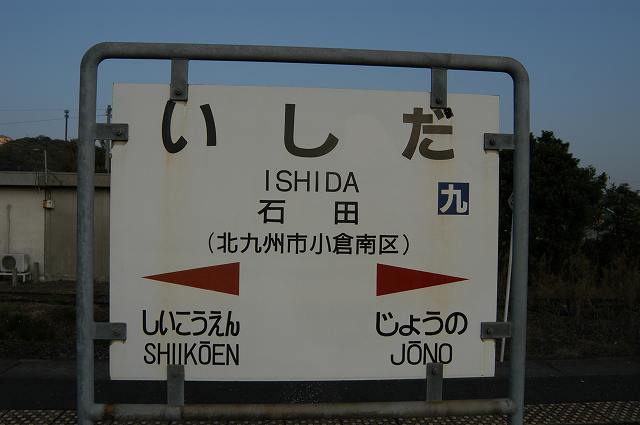 いしだ
ISHIDA
石田
九
(北九州市小倉南区)
しいこうえん じょうの
SHIIKŌEN JŌNO